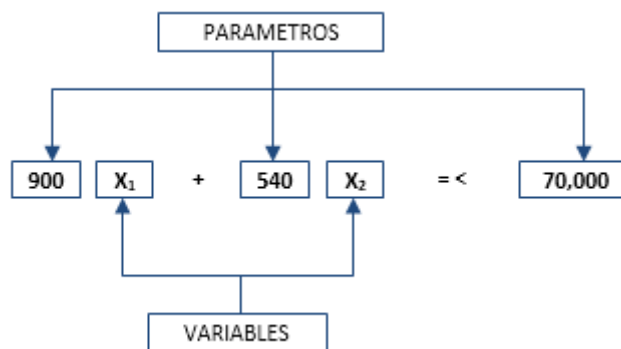 PARAMETROS
900 X₁ + 540 X₂ = < 70,000
VARIABLES